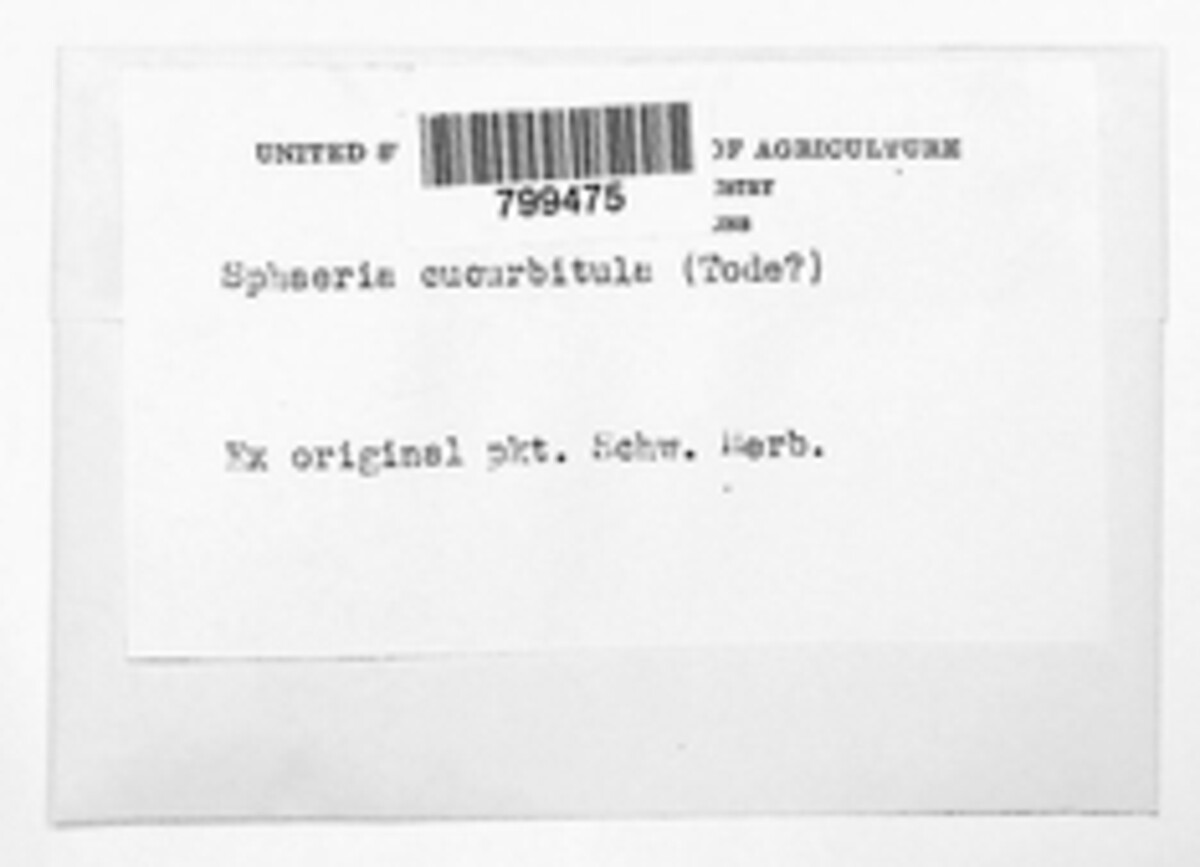 UNITED S OF AGRICULTURE
799475
Sphaeria cucurbitula (Tode?)
Ex original pkt. Schw. Herb.